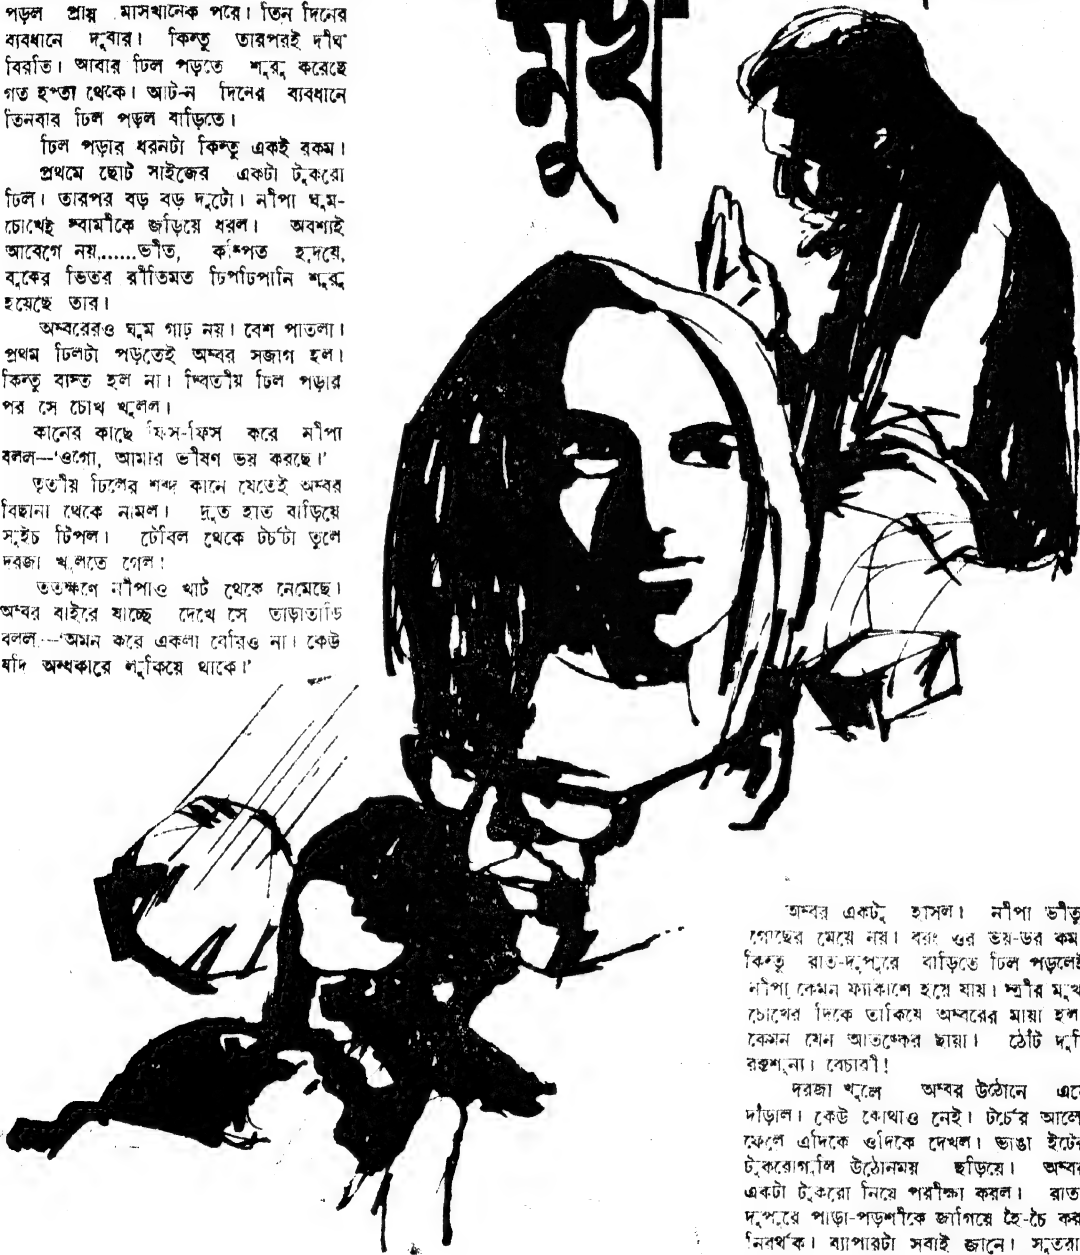 পড়ল প্রায় মাসখানেক পরে। তিন দিনের
ব্যবধানে দুবার। কিন্তু তারপরই দীর্ঘ
বিরতি। আবার ঢিল পড়তে শুরু করেছে
গত হপ্তা থেকে। আট-ন দিনের ব্যবধানে
তিনবার ঢিল পড়ল বাড়িতে।
ঢিল পড়ার ধরনটা কিন্তু একই রকম।
প্রথমে ছোট সাইজের একটা টুকরো
ঢিল। তারপর বড় বড় দুটো। নীপা ঘুম-
চোখেই স্বামীকে জড়িয়ে ধরল। অবশ্যই
আবেগে নয়.......ভীত, কম্পিত হৃদয়ে,
বুকের ভিতর রীতিমত ঢিপঢিপানি শুরু
হয়েছে তার।
অম্বরেরও ঘুম গাঢ় নয়। বেশ পাতলা।
প্রথম ঢিলটা পড়তেই অম্বর সজাগ হল।
কিন্তু ব্যস্ত হল না। দ্বিতীয় ঢিল পড়ার
পর সে চোখ খুলল।
কানের কাছে ফিস-ফিস করে নীপা
বলল—'ওগো, আমার ভীষণ ভয় করছে।'
তৃতীয় ঢিলের শব্দ কানে যেতেই অম্বর
বিছানা থেকে নামল। দ্রুত হাত বাড়িয়ে
সুইচ টিপল। টেবিল থেকে টর্চটা তুলে
দরজা খুলতে গেল!
ততক্ষণে নীপাও খাট থেকে নেমেছে।
অম্বর বাইরে যাচ্ছে দেখে সে তাড়াতাড়ি
বলল—'অমন করে একলা বেরিও না। কেউ
যদি অন্ধকারে লুকিয়ে থাকে।'
অম্বর একটু হাসল। নীপা ভীতু
গোছের মেয়ে নয়। বরং ওর ভয়-ডর কম
কিন্তু রাত-দুপুরে বাড়িতে ঢিল পড়লেই
নীপা কেমন ফ্যাকাশে হয়ে যায়। স্ত্রীর মুখ
চোখের দিকে তাকিয়ে অম্বরের মায়া হল
কেমন যেন আতঙ্কের ছায়া। ঠোঁট দুটি
রক্তশূন্য। বেচারী!
দরজা খুলে অম্বর উঠোনে এসে
দাঁড়াল। কেউ কোথাও নেই। টর্চের আলো
ফেলে এদিকে ওদিকে দেখল। ভাঙা ইটের
টুকরোগুলি উঠোনময় ছড়িয়ে। অম্বর
একটা টুকরো নিয়ে পরীক্ষা করল। রাত
দুপুরে পাড়া-পড়শীকে জাগিয়ে হৈ-চৈ করা
নিরর্থক। ব্যাপারটা সবাই জানে। সুতরা